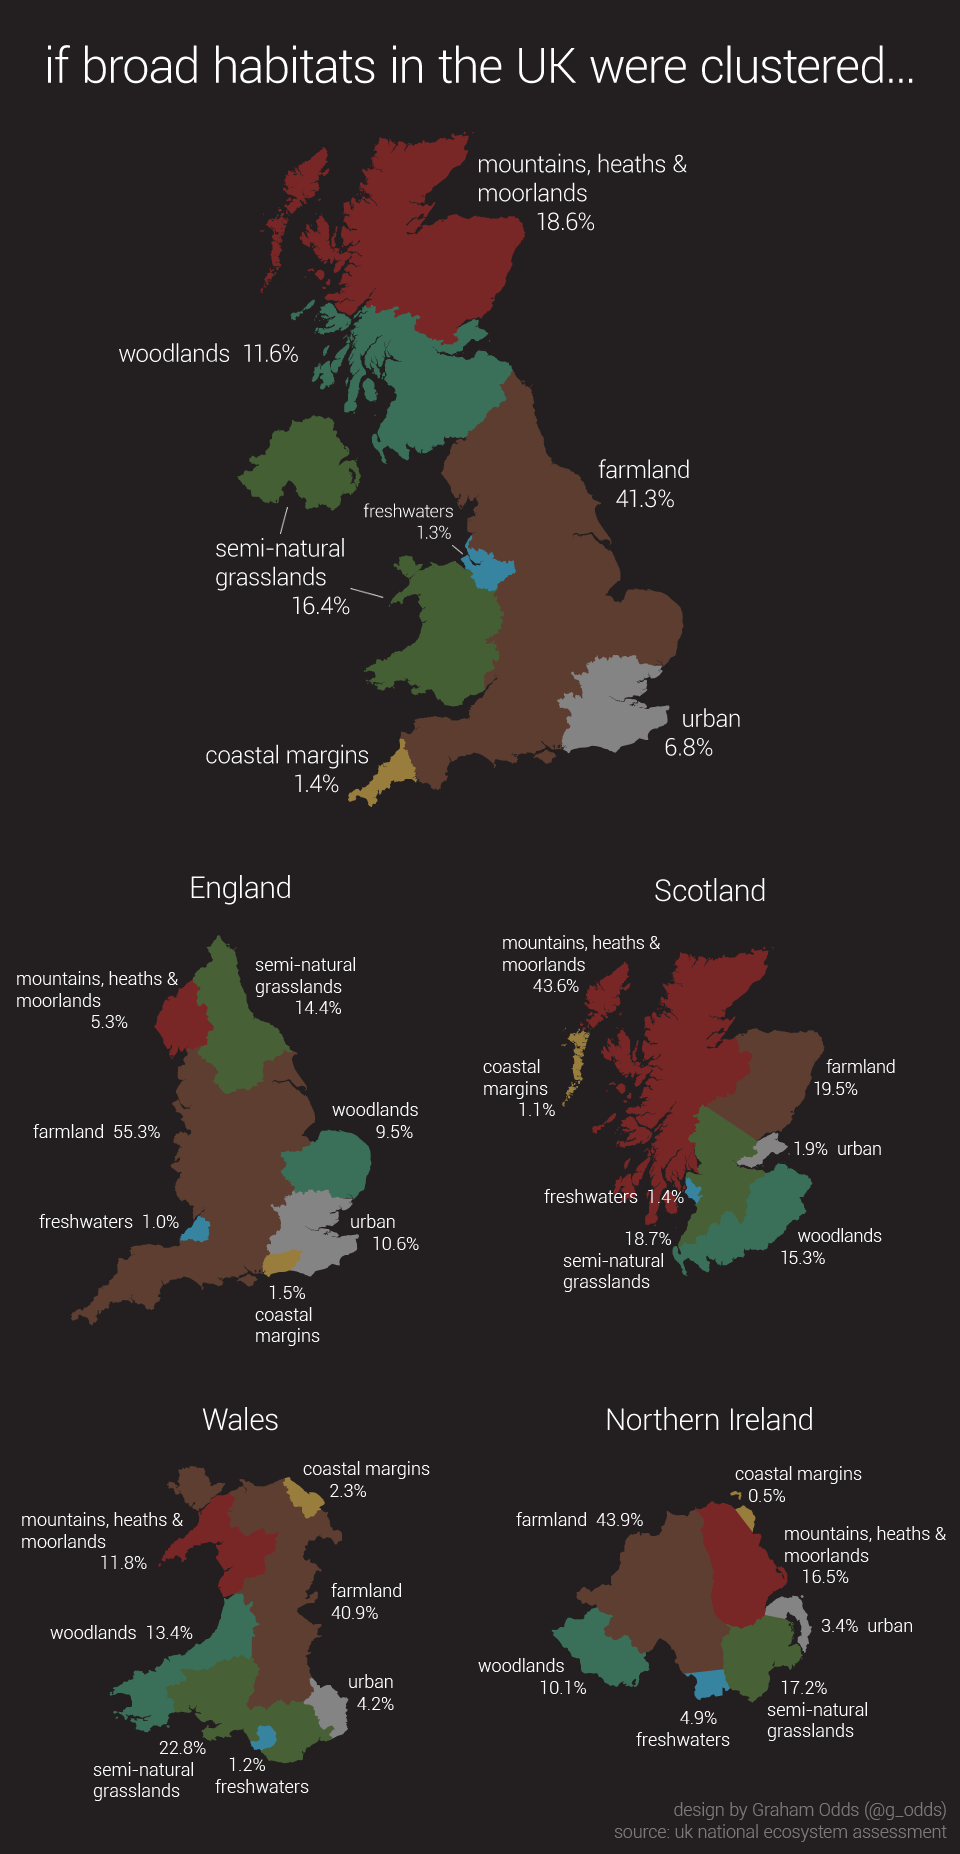 if broad habitats in the UK were clustered...
mountains, heaths &
moorlands
18.6%
woodlands 11.6%
farmland
41.3%
freshwaters
1.3%
semi-natural
grasslands
16.4%
urban
6.8%
coastal margins
1.4%
England
mountains, heaths &
moorlands
5.3%
semi-natural
grasslands
14.4%
farmland 55.3%
woodlands
9.5%
freshwaters 1.0%
urban
10.6%
1.5%
coastal
margins
Scotland
mountains, heaths &
moorlands
43.6%
coastal
margins
1.1%
farmland
19.5%
1.9% urban
freshwaters 1.4%
18.7%
semi-natural
grasslands
woodlands
15.3%
Wales
coastal margins
2.3%
mountains, heaths &
moorlands
11.8%
farmland
40.9%
woodlands 13.4%
urban
4.2%
22.8%
semi-natural
grasslands
1.2%
freshwaters
Northern Ireland
coastal margins
0.5%
farmland 43.9%
mountains, heaths &
moorlands
16.5%
3.4% urban
woodlands
10.1%
17.2%
semi-natural
grasslands
4.9%
freshwaters
design by Graham Odds (@g_odds)
source: uk national ecosystem assessment